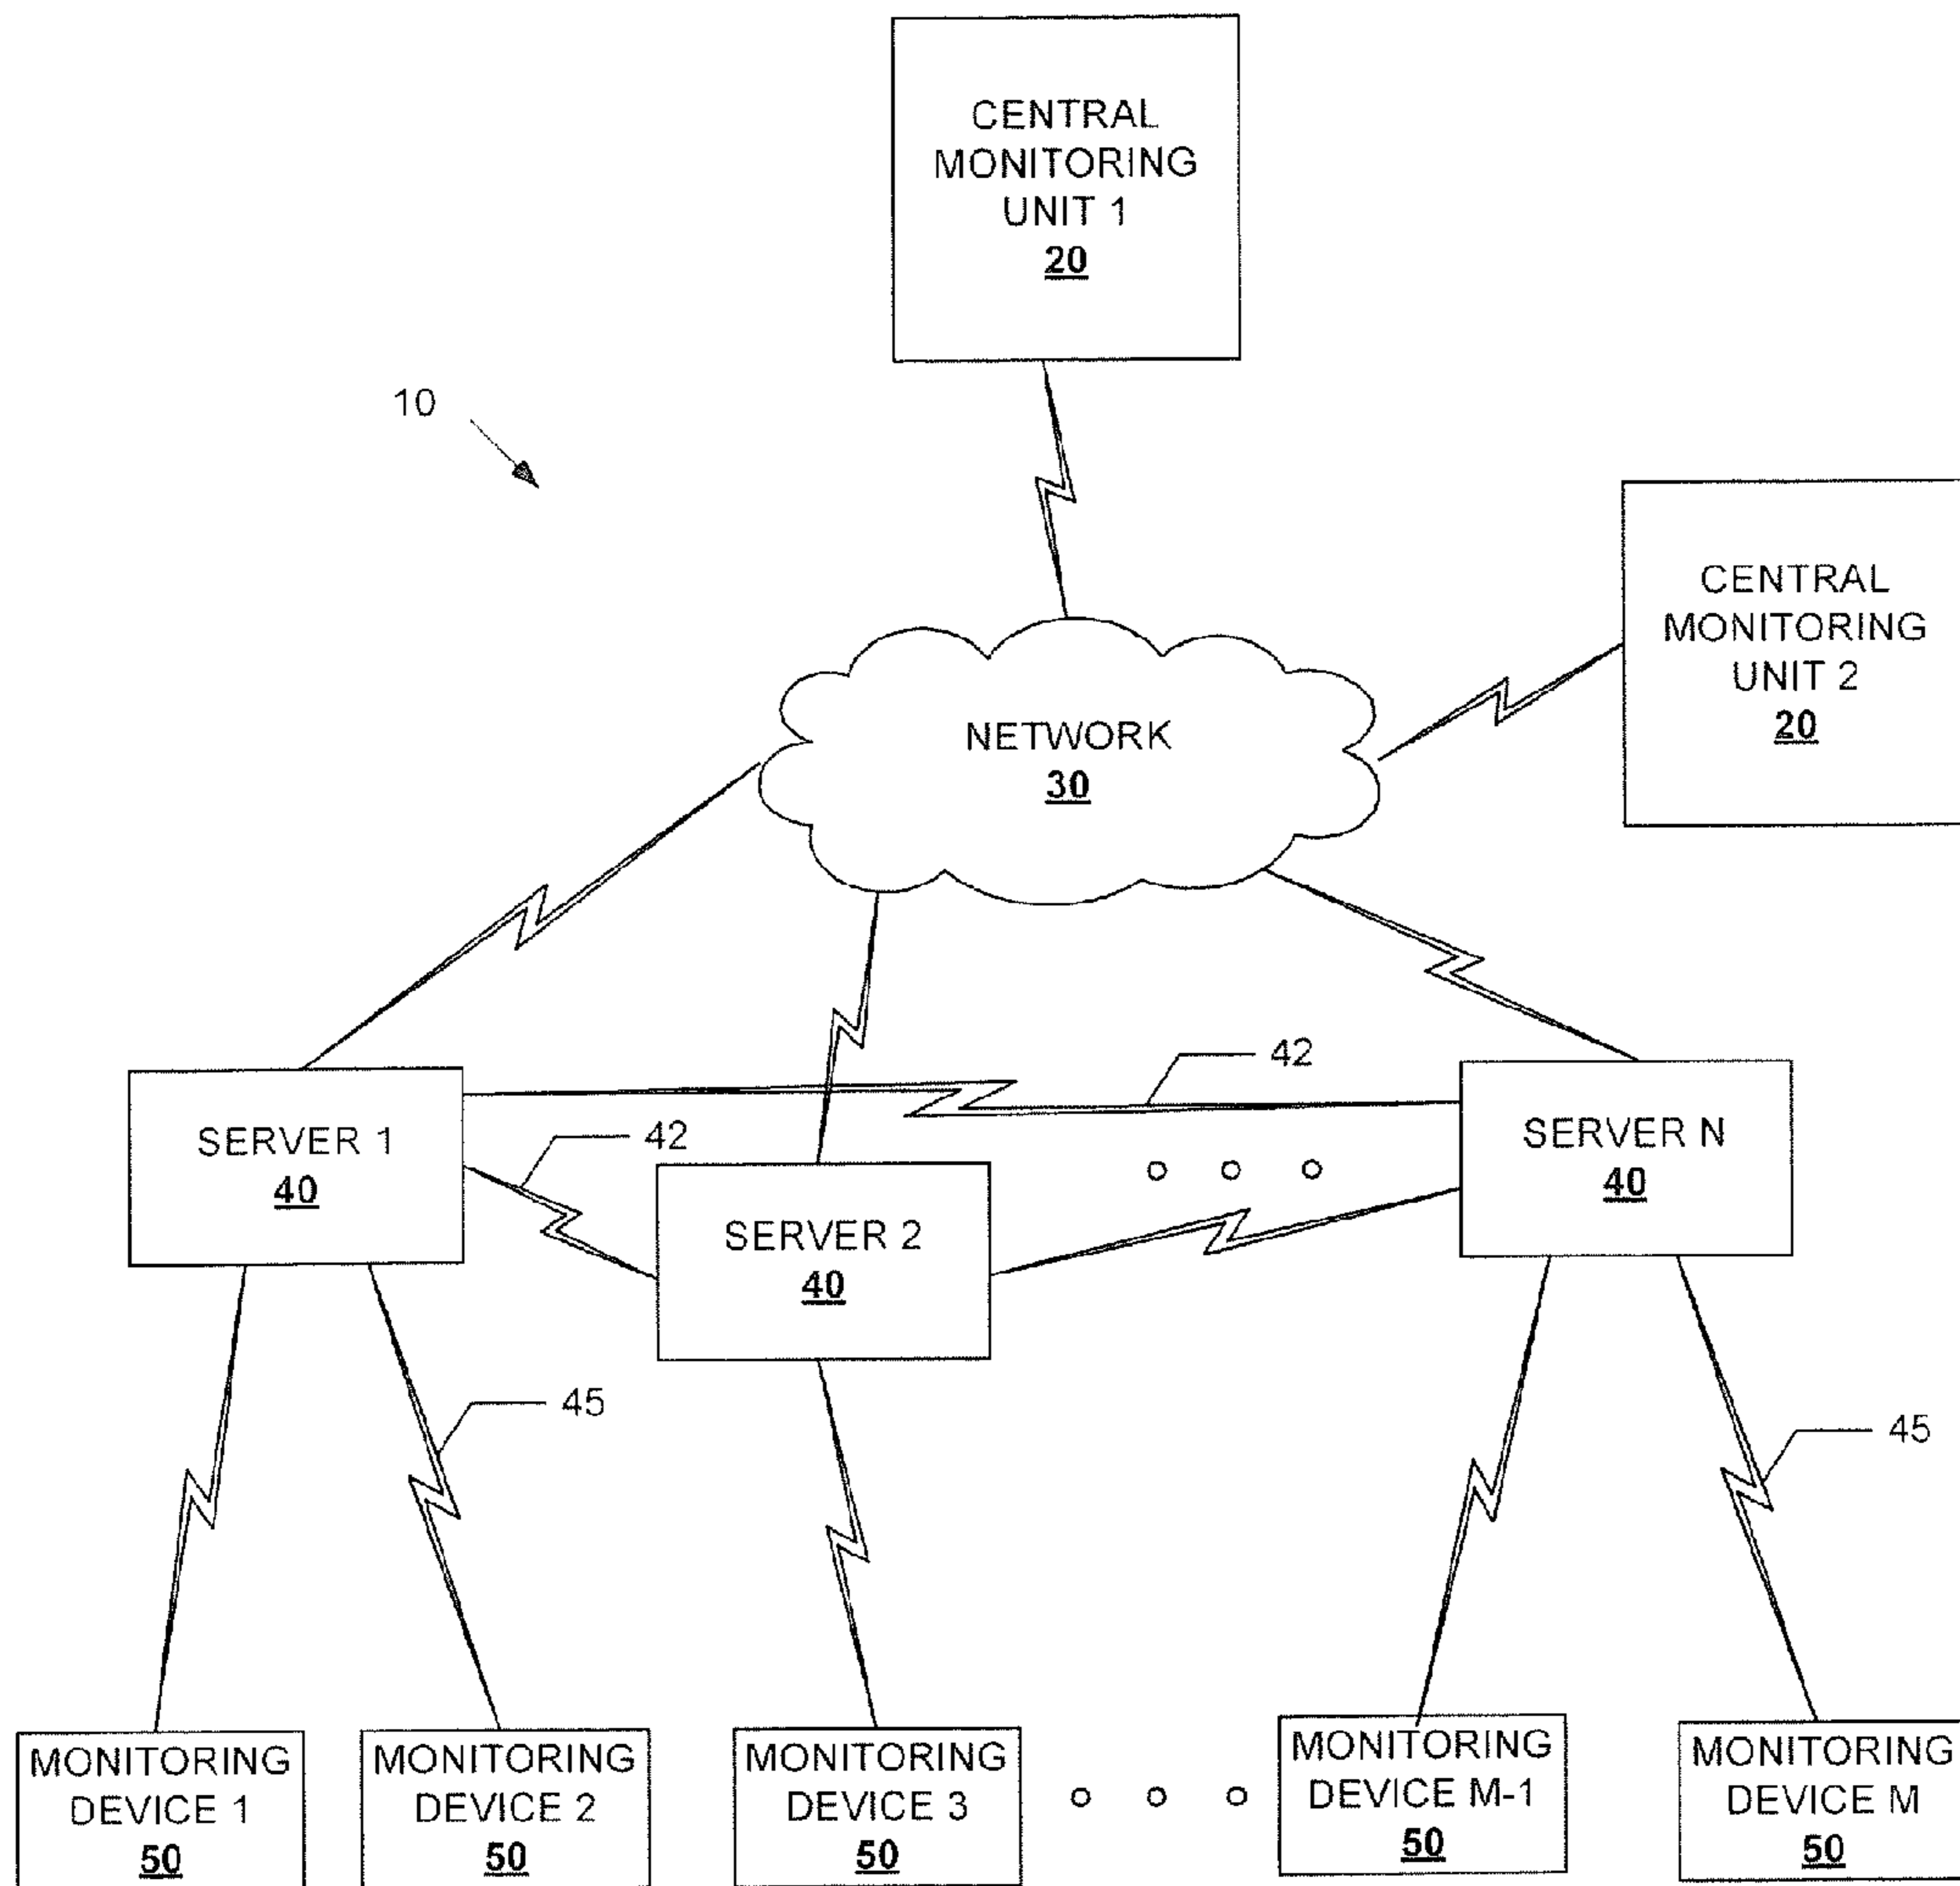 CENTRAL
MONITORING
UNIT 1
20
10
CENTRAL
MONITORING
UNIT 2
20
NETWORK
30
42
SERVER 1
40
42
SERVER N
40
SERVER 2
40
45
45
MONITORING
DEVICE 1
50
MONITORING
DEVICE 2
50
MONITORING
DEVICE 3
50
MONITORING
DEVICE M-1
50
MONITORING
DEVICE M
50